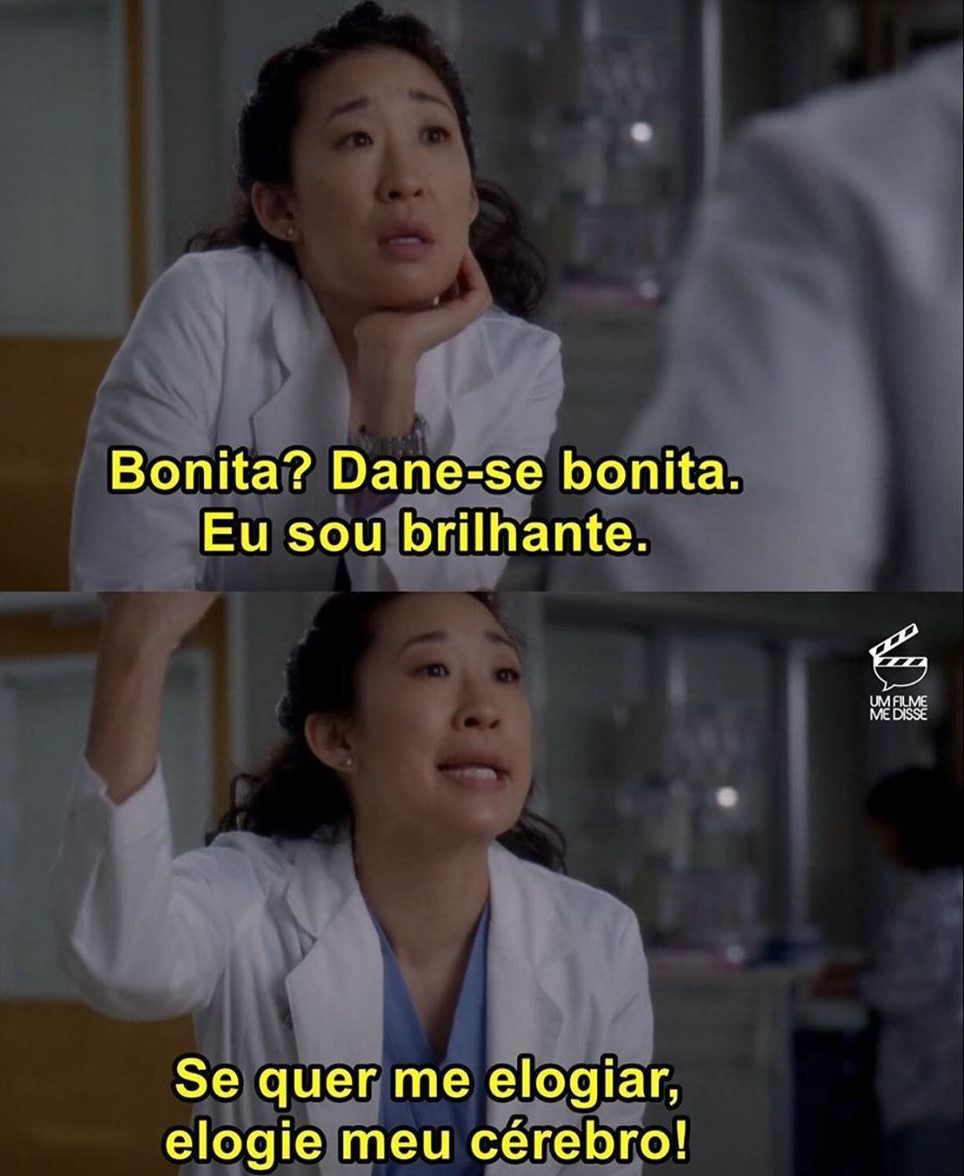 Bonita? Dane-se bonita.
Eu sou brilhante.
UM FILME
ME DISSE
Se quer me elogiar,
elogie meu cérebro!